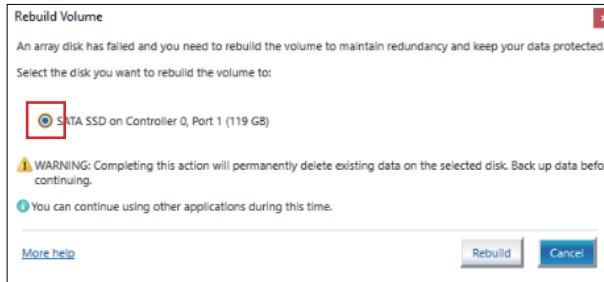 Rebuild Volume
An array disk has failed and you need to rebuild the volume to maintain redundancy and keep your data protected.
Select the disk you want to rebuild the volume to:
SATA SSD on Controller 0, Port 1 (119 GB)
WARNING: Completing this action will permanently delete existing data on the selected disk. Back up data befo
continuing.
You can continue using other applications during this time.
More help
Rebuild
Cancel